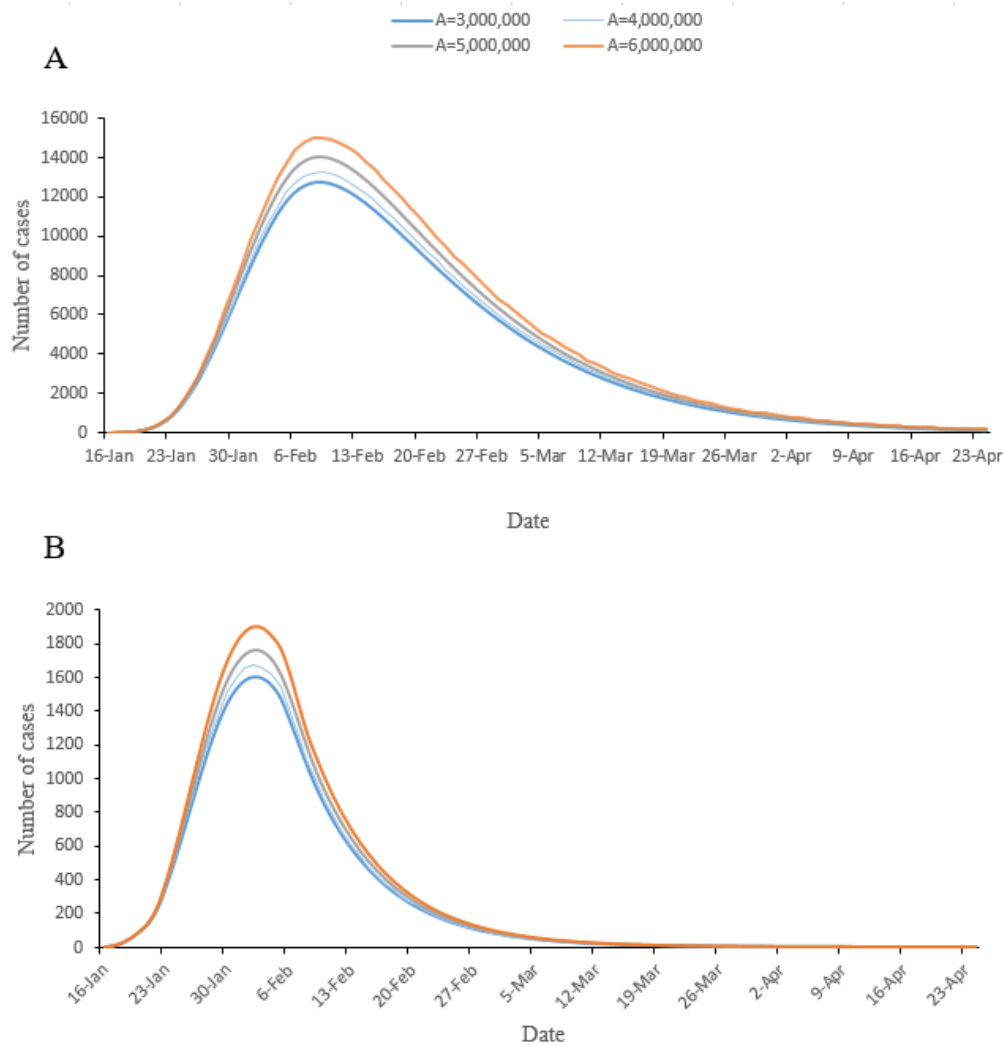 A=3,000,000 A=4,000,000
A=5,000,000 A=6,000,000
A
16000
14000
12000
10000
8000
6000
4000
2000
0
Number of cases
16-Jan 23-Jan 30-Jan 6-Feb 13-Feb 20-Feb 27-Feb 5-Mar 12-Mar 19-Mar 26-Mar 2-Apr 9-Apr 16-Apr 23-Apr
Date
B
2000
1800
1600
1400
1200
1000
800
600
400
200
0
Number of cases
16-Jan 23-Jan 30-Jan 6-Feb 13-Feb 20-Feb 27-Feb 5-Mar 12-Mar 19-Mar 26-Mar 2-Apr 9-Apr 16-Apr 23-Apr
Date